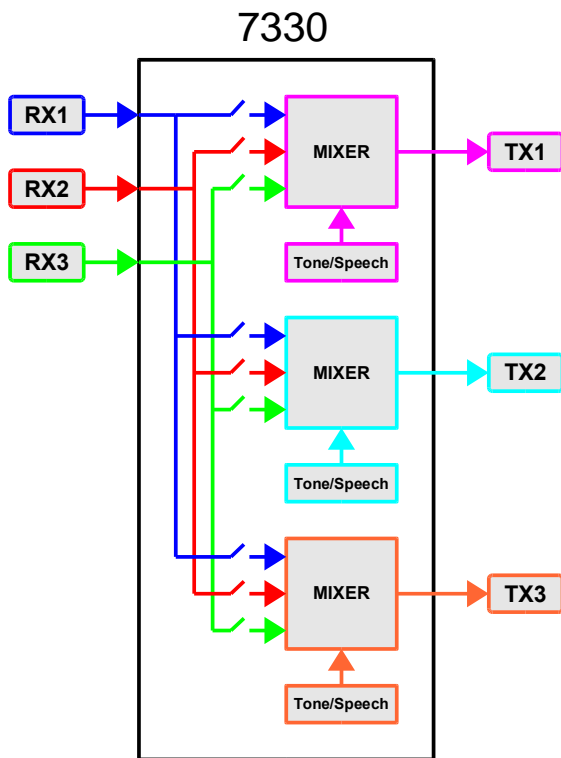 7330
RX1
MIXER
TX1
RX2
RX3
Tone/Speech
MIXER
TX2
Tone/Speech
MIXER
TX3
Tone/Speech